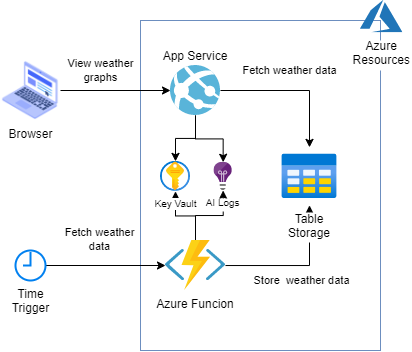 Azure
Resources
View weather
graphs
App Service
Fetch weather data
Browser
Key Vault
AI Logs
Table
Storage
Fetch weather
data
Store weather data
Time
Trigger
Azure Funcion